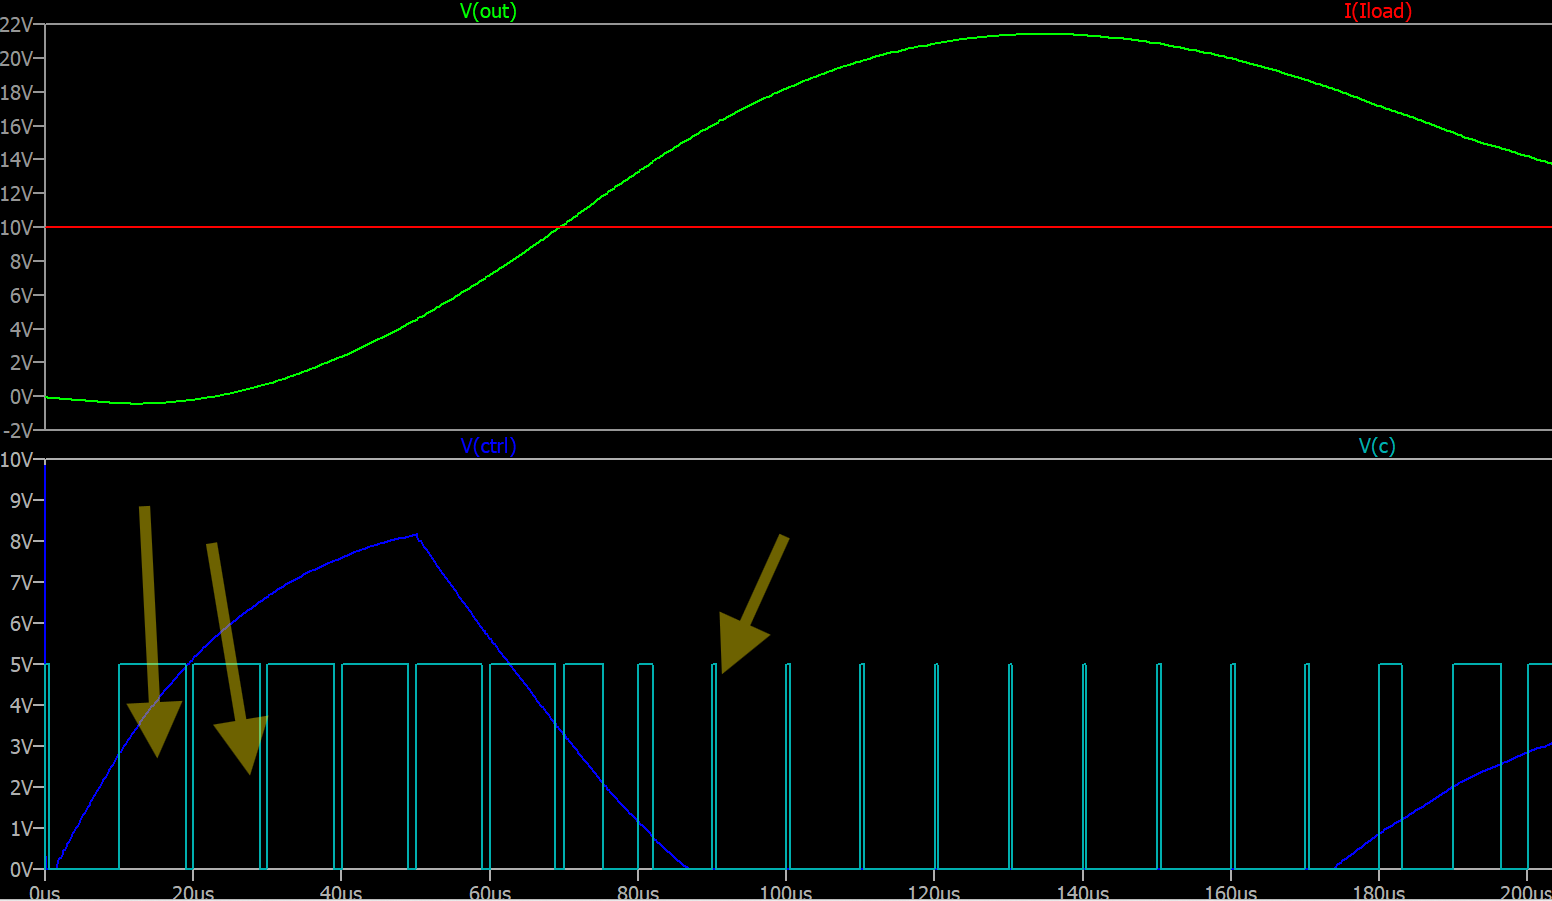 V(out) I(Iload)
22V
20V
18V
16V
14V
12V
10V
8V
6V
4V
2V
0V
-2V
V(ctrl) V(c)
10V
9V
8V
7V
6V
5V
4V
3V
2V
1V
0V
0us 20us 40us 60us 80us 100us 120us 140us 160us 180us 200us